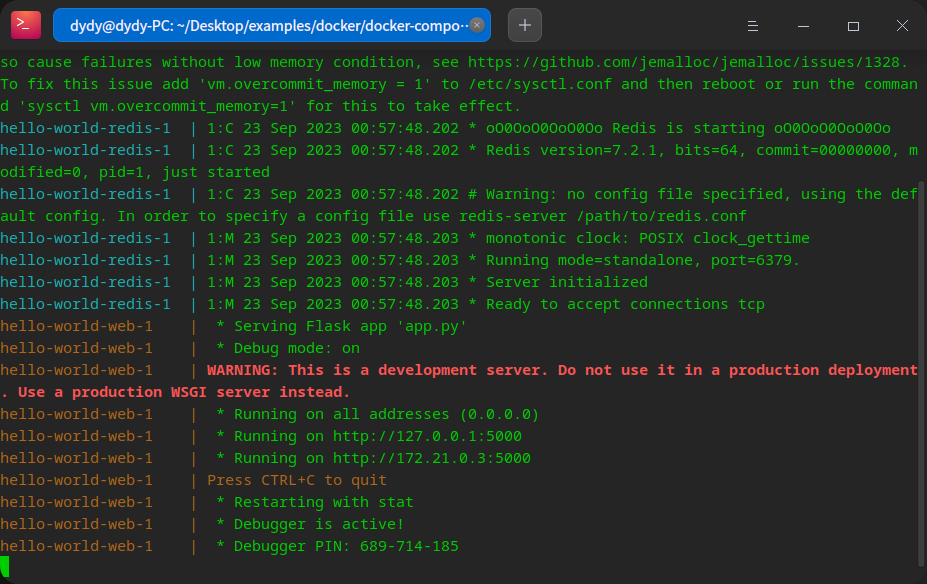 >_ dydy@dydy-PC: ~/Desktop/examples/docker/docker-compo··
so cause failures without low memory condition, see https://github.com/jemalloc/jemalloc/issues/1328.
To fix this issue add 'vm.overcommit_memory = 1' to /etc/sysctl.conf and then reboot or run the comman
d 'sysctl vm.overcommit_memory=1' for this to take effect.
hello-world-redis-1  | 1:C 23 Sep 2023 00:57:48.202 * oO0OoO0OoO0Oo Redis is starting oO0OoO0OoO0Oo
hello-world-redis-1  | 1:C 23 Sep 2023 00:57:48.202 * Redis version=7.2.1, bits=64, commit=00000000, m
odified=0, pid=1, just started
hello-world-redis-1  | 1:C 23 Sep 2023 00:57:48.202 # Warning: no config file specified, using the def
ault config. In order to specify a config file use redis-server /path/to/redis.conf
hello-world-redis-1  | 1:M 23 Sep 2023 00:57:48.203 * monotonic clock: POSIX clock_gettime
hello-world-redis-1  | 1:M 23 Sep 2023 00:57:48.203 * Running mode=standalone, port=6379.
hello-world-redis-1  | 1:M 23 Sep 2023 00:57:48.203 * Server initialized
hello-world-redis-1  | 1:M 23 Sep 2023 00:57:48.203 * Ready to accept connections tcp
hello-world-web-1    |  * Serving Flask app 'app.py'
hello-world-web-1    |  * Debug mode: on
hello-world-web-1    | WARNING: This is a development server. Do not use it in a production deployment
. Use a production WSGI server instead.
hello-world-web-1    |  * Running on all addresses (0.0.0.0)
hello-world-web-1    |  * Running on http://127.0.0.1:5000
hello-world-web-1    |  * Running on http://172.21.0.3:5000
hello-world-web-1    | Press CTRL+C to quit
hello-world-web-1    |  * Restarting with stat
hello-world-web-1    |  * Debugger is active!
hello-world-web-1    |  * Debugger PIN: 689-714-185